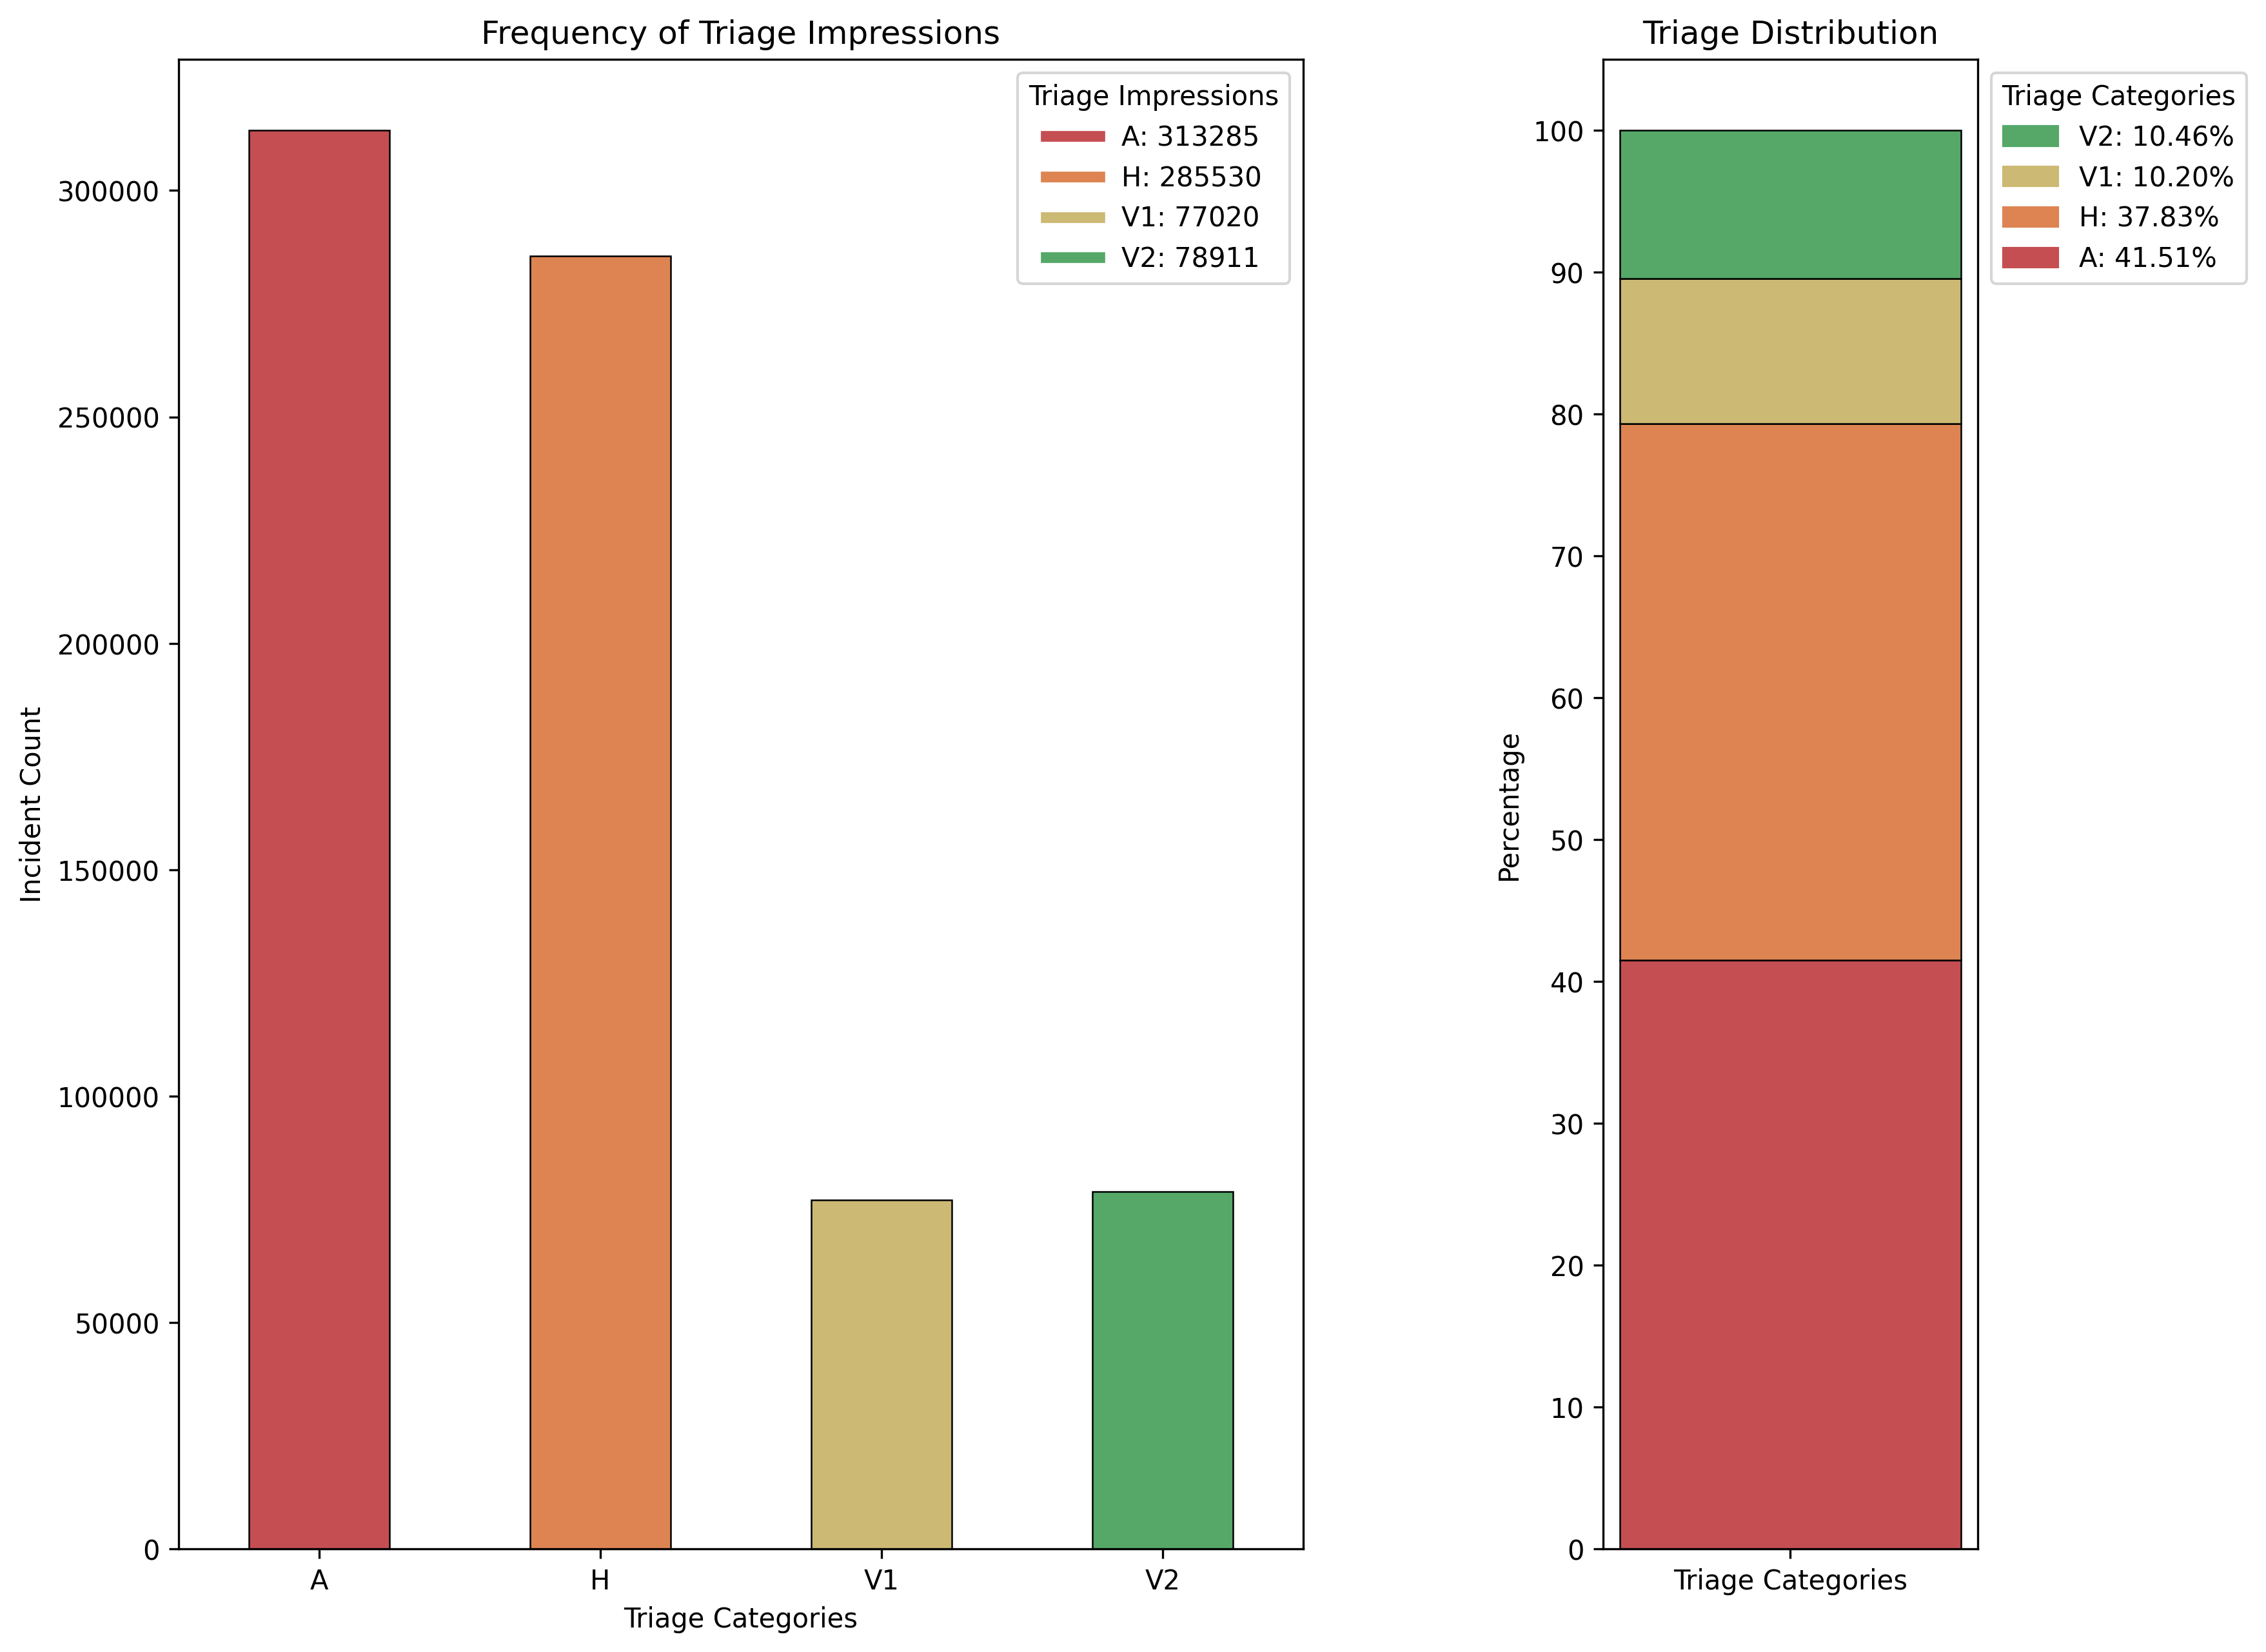 Frequency of Triage Impressions
Triage Impressions
A: 313285
H: 285530
V1: 77020
V2: 78911
Incident Count
300000
250000
200000
150000
100000
50000
0
A
H
V1
V2
Triage Categories
Triage Distribution
Triage Categories
V2: 10.46%
V1: 10.20%
H: 37.83%
A: 41.51%
Percentage
100
90
80
70
60
50
40
30
20
10
0
Triage Categories